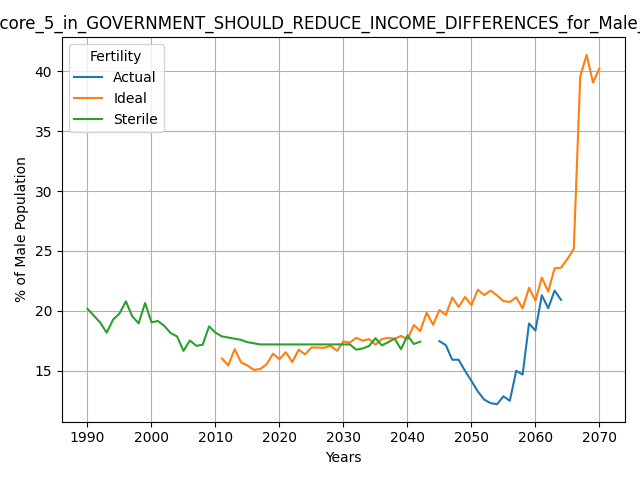 core_5_in_GOVERNMENT_SHOULD_REDUCE_INCOME_DIFFERENCES_for_Male_
Fertility
Actual
Ideal
Sterile
% of Male Population
40
35
30
25
20
15
1990 2000 2010 2020 2030 2040 2050 2060 2070
Years